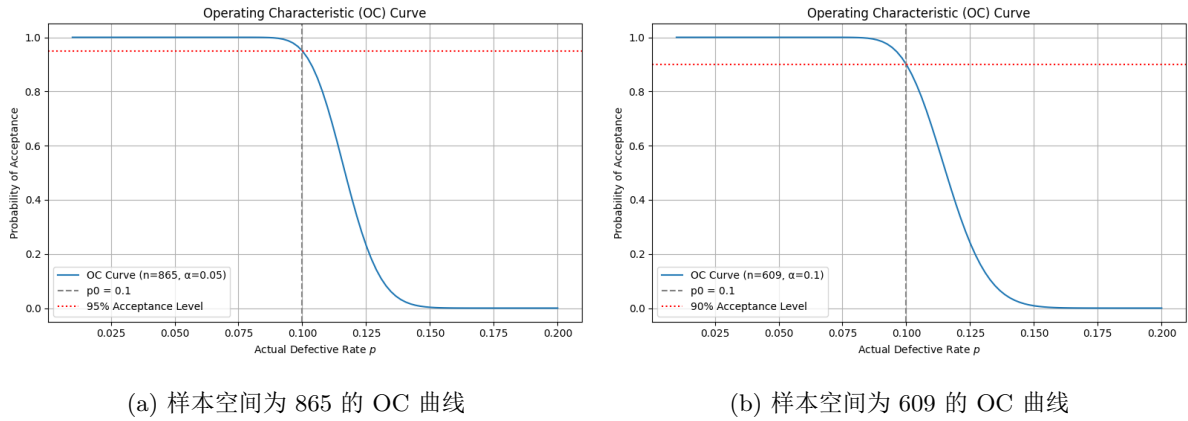 Operating Characteristic (OC) Curve
1.0
0.8
0.6
0.4
0.2
0.0
Probability of Acceptance
OC Curve (n=865, α=0.05)
p0 = 0.1
95% Acceptance Level
0.025
0.050
0.075
0.100
0.125
0.150
0.175
0.200
Actual Defective Rate p
(a) 样本空间为 865 的 OC 曲线
Operating Characteristic (OC) Curve
1.0
0.8
0.6
0.4
0.2
0.0
Probability of Acceptance
OC Curve (n=609, α=0.1)
p0 = 0.1
90% Acceptance Level
0.025
0.050
0.075
0.100
0.125
0.150
0.175
0.200
Actual Defective Rate p
(b) 样本空间为 609 的 OC 曲线